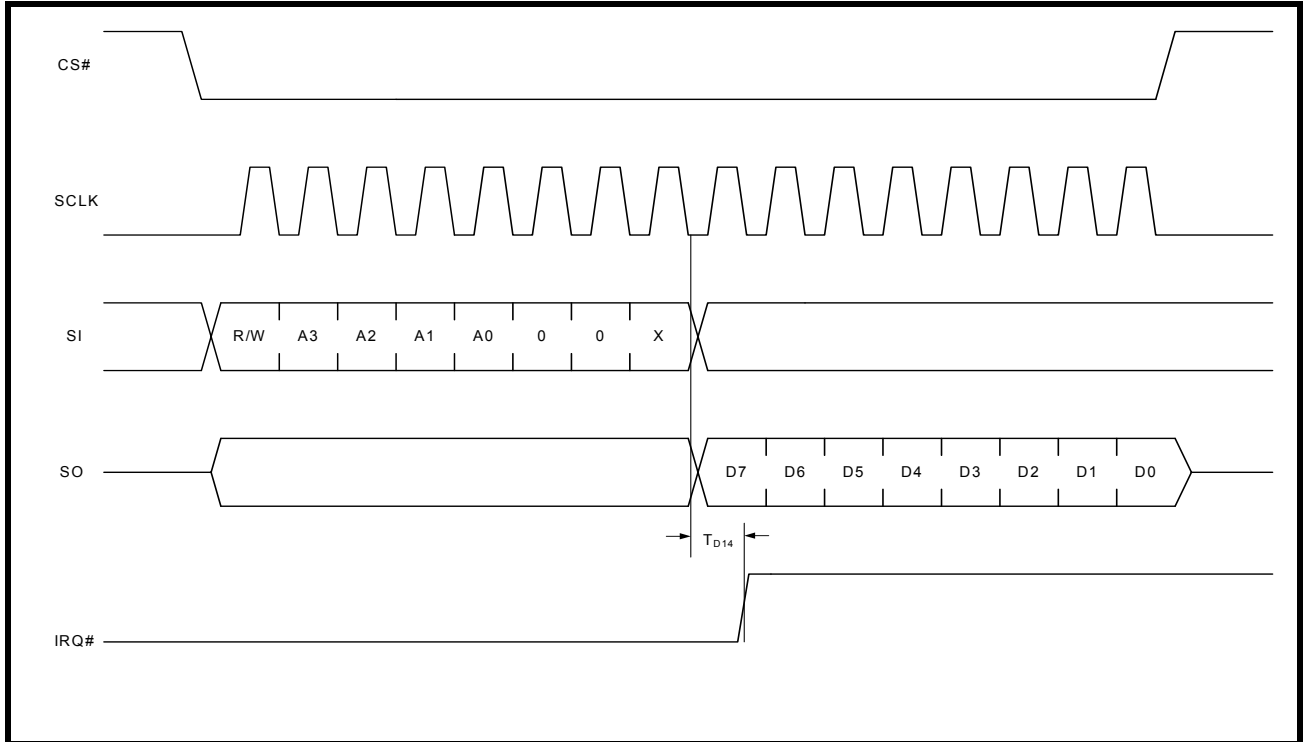 CS#
SCLK
SI R/W A3 A2 A1 A0 0 0 X
SO D7 D6 D5 D4 D3 D2 D1 D0
TD14
IRQ#